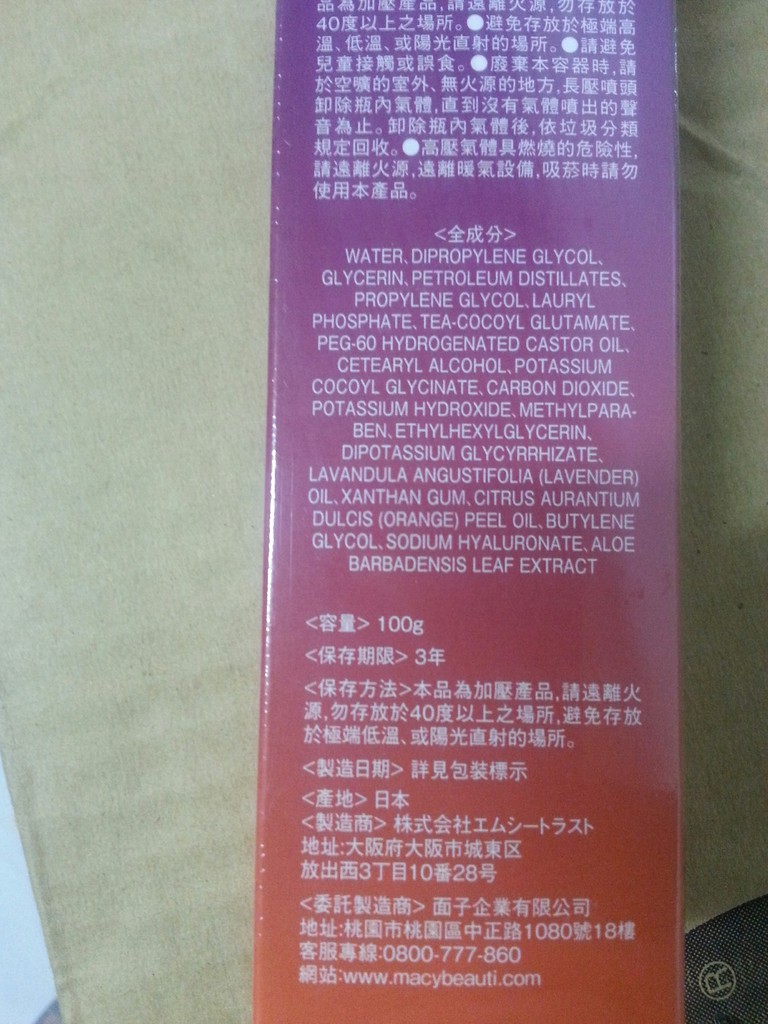 品為加壓產品,請遠離火源,勿存放於
40度以上之場所。●避免存放於極端高
溫、低溫、或陽光直射的場所。●請避免
兒童接觸或誤食。●廢棄本容器時,請
於空曠的室外、無火源的地方,長壓噴頭
卸除瓶內氣體,直到沒有氣體噴出的聲
音為止。卸除瓶內氣體後,依垃圾分類
規定回收。●高壓氣體具燃燒的危險性,
請遠離火源,遠離暖氣設備,吸菸時請勿
使用本產品。
<全成分>
WATER、DIPROPYLENE GLYCOL、
GLYCERIN、PETROLEUM DISTILLATES、
PROPYLENE GLYCOL、LAURYL
PHOSPHATE、TEA-COCOYL GLUTAMATE、
PEG-60 HYDROGENATED CASTOR OIL、
CETEARYL ALCOHOL、POTASSIUM
COCOYL GLYCINATE、CARBON DIOXIDE、
POTASSIUM HYDROXIDE、METHYLPARA-
BEN、ETHYLHEXYLGLYCERIN、
DIPOTASSIUM GLYCYRRHIZATE、
LAVANDULA ANGUSTIFOLIA (LAVENDER)
OIL、XANTHAN GUM、CITRUS AURANTIUM
DULCIS (ORANGE) PEEL OIL、BUTYLENE
GLYCOL、SODIUM HYALURONATE、ALOE
BARBADENSIS LEAF EXTRACT
<容量> 100g
<保存期限> 3年
<保存方法>本品為加壓產品,請遠離火
源,勿存放於40度以上之場所,避免存放
於極端低溫、或陽光直射的場所。
<製造日期> 詳見包裝標示
<產地> 日本
<製造商> 株式会社エムシートラスト
地址:大阪府大阪市城東区
放出西3丁目10番28号
<委託製造商> 面子企業有限公司
地址:桃園市桃園區中正路1080號18樓
客服專線:0800-777-860
網站:www.macybeauti.com